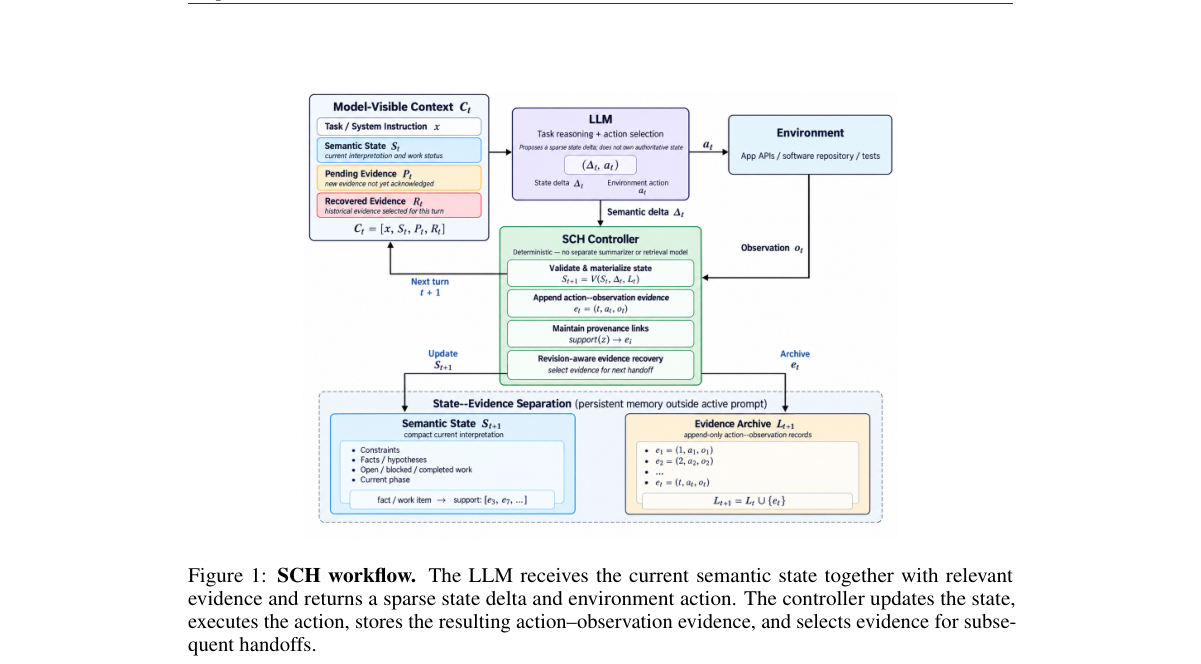 Model-Visible Context Cₜ
Task / System Instruction x
Semantic State Sₜ
current interpretation and work status
Pending Evidence Pₜ
new evidence not yet acknowledged
Recovered Evidence Rₜ
historical evidence selected for this turn
Cₜ = [x, Sₜ, Pₜ, Rₜ]
LLM
Task reasoning + action selection
Proposes a sparse state delta; does not own authoritative state
(Δₜ, aₜ)
State delta Δₜ
Environment action
aₜ
aₜ
Environment
App APIs / software repository / tests
Semantic delta Δₜ
Observation oₜ
SCH Controller
Deterministic — no separate summarizer or retrieval model
Validate & materialize state
Sₜ₊₁ = V(Sₜ, Δₜ, Lₜ)
Append action--observation evidence
eₜ = (t, aₜ, oₜ)
Maintain provenance links
support(z) → eᵢ
Revision-aware evidence recovery
select evidence for next handoff
Next turn
t + 1
Update
Sₜ₊₁
Archive
eₜ
State--Evidence Separation (persistent memory outside active prompt)
Semantic State Sₜ₊₁
compact current interpretation
• Constraints
• Facts / hypotheses
• Open / blocked / completed work
• Current phase
fact / work item → support: [e₃, e₇, ...]
Evidence Archive Lₜ₊₁
append-only action--observation records
• e₁ = (1, a₁, o₁)
• e₂ = (2, a₂, o₂)
• ...
• eₜ = (t, aₜ, oₜ)
Lₜ₊₁ = Lₜ ∪ {eₜ}
Figure 1: SCH workflow. The LLM receives the current semantic state together with relevant
evidence and returns a sparse state delta and environment action. The controller updates the state,
executes the action, stores the resulting action–observation evidence, and selects evidence for subse-
quent handoffs.